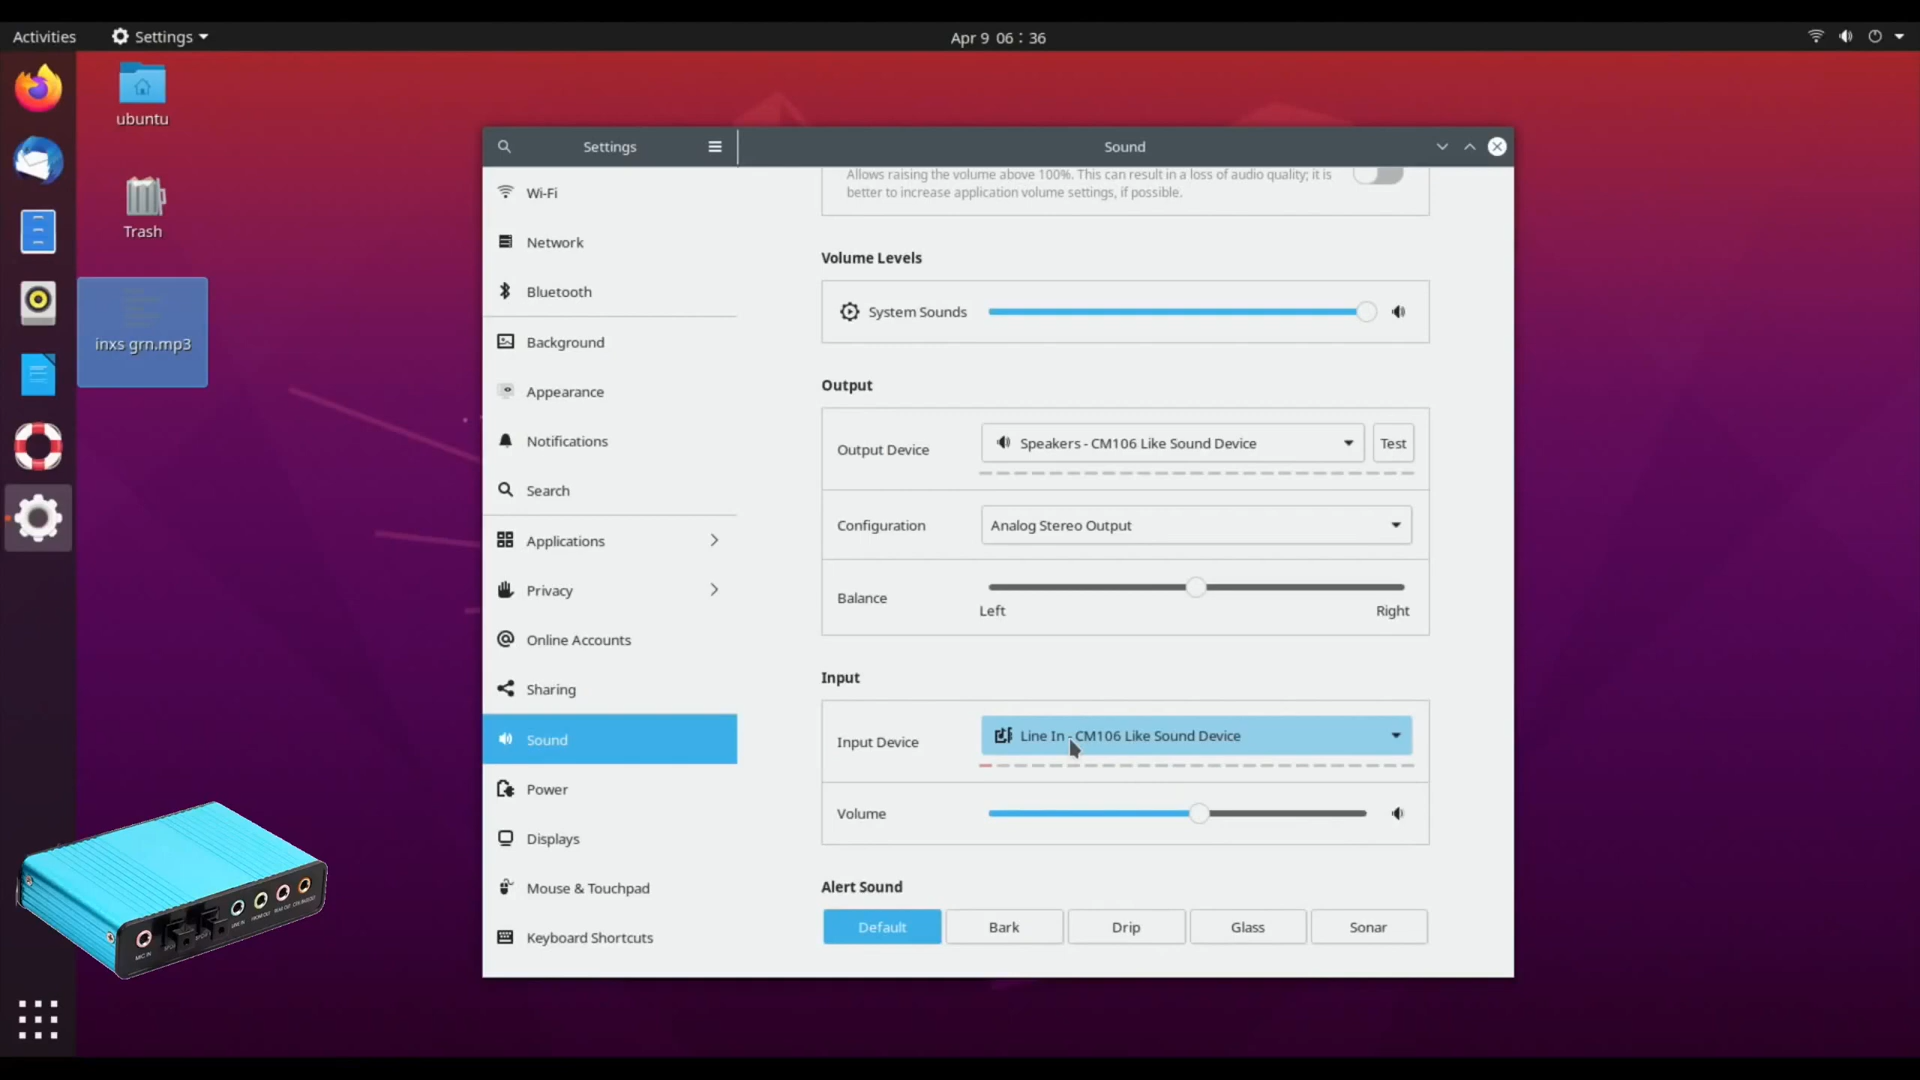 Activities
Settings
Apr 9 06 : 36
ubuntu
Trash
inxs grn.mp3
Settings
Sound
Wi-Fi
Network
Bluetooth
Background
Appearance
Notifications
Search
Applications
Privacy
Online Accounts
Sharing
Sound
Power
Displays
Mouse & Touchpad
Keyboard Shortcuts
Allows raising the volume above 100%. This can result in a loss of audio quality; it is
better to increase application volume settings, if possible.
Volume Levels
System Sounds
Output
Output Device
Speakers - CM106 Like Sound Device
Test
Configuration
Analog Stereo Output
Balance
Left
Right
Input
Input Device
Line In - CM106 Like Sound Device
Volume
Alert Sound
Default
Bark
Drip
Glass
Sonar
MIC IN
LINE IN